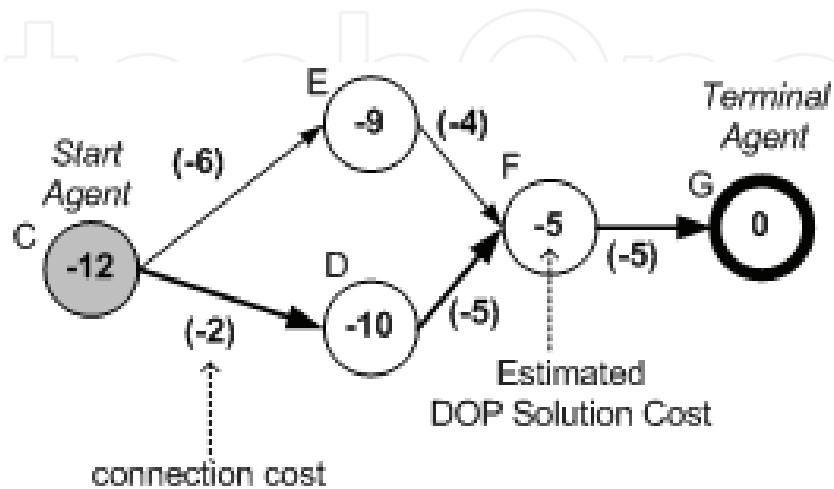 E
-9
(-4)
Terminal
Agent
Start
Agent
(-6)
F
G
C
-12
-5
0
(-5)
D
(-2)
-10
(-5)
Estimated
DOP Solution Cost
connection cost